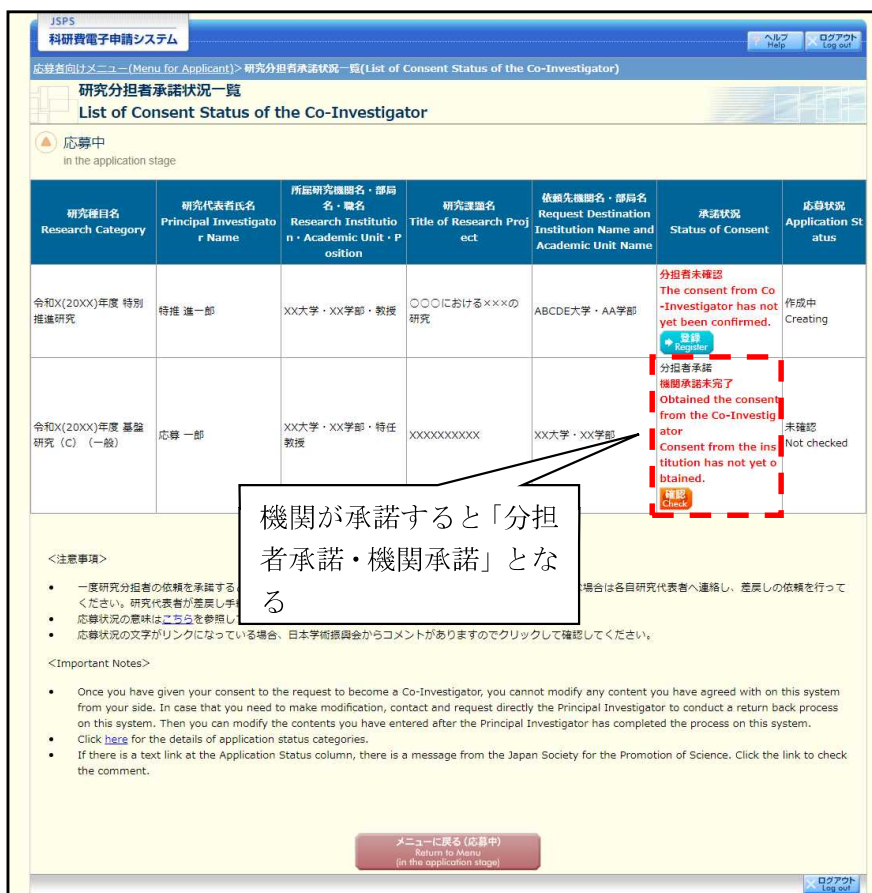 JSPS
科研費電子申請システム
ヘルプ
Help
ログアウト
Log out
応募者向けメニュー(Menu for Applicant)> 研究分担者承諾状況一覧(List of Consent Status of the Co-Investigator)
研究分担者承諾状況一覧
List of Consent Status of the Co-Investigator
応募中
in the application stage
研究種目名
Research Category
研究代表者氏名
Principal Investigato
r Name
所属研究機関名・部局
名・職名
Research Institutio
n・Academic Unit・P
osition
研究課題名
Title of Research Proj
ect
依頼先機関名・部局名
Request Destination
Institution Name and
Academic Unit Name
承諾状況
Status of Consent
応募状況
Application St
atus
令和X(20XX)年度 特別
推進研究
特推 進一郎
XX大学・XX学部・教授
○○○における×××の
研究
ABCDE大学・AA学部
分担者未確認
The consent from Co
-Investigator has not
yet been confirmed.
登録
Register
作成中
Creating
令和X(20XX)年度 基盤
研究（C）（一般）
応募 一郎
XX大学・XX学部・特任
教授
XXXXXXXXXX
XX大学・XX学部
分担者承諾
機関承諾未完了
Obtained the consent
from the Co-Investig
ator
Consent from the ins
titution has not yet o
btained.
確認
Check
未確認
Not checked
機関が承諾すると「分担
者承諾・機関承諾」とな
る
<注意事項>
• 一度研究分担者の依頼を承諾すると 場合は各自研究代表者へ連絡し、差戻しの依頼を行って
ください。研究代表者が差戻し手
• 応募状況の意味はこちらを参照し
• 応募状況の文字がリンクになっている場合、日本学術振興会からコメントがありますのでクリックして確認してください。
<Important Notes>
• Once you have given your consent to the request to become a Co-Investigator, you cannot modify any content you have agreed with on this system
from your side. In case that you need to make modification, contact and request directly the Principal Investigator to conduct a return back process
on this system. Then you can modify the contents you have entered after the Principal Investigator has completed the process on this system.
• Click here for the details of application status categories.
• If there is a text link at the Application Status column, there is a message from the Japan Society for the Promotion of Science. Click the link to check
the comment.
メニューに戻る(応募中)
Return to Menu
(in the application stage)
ログアウト
Log out